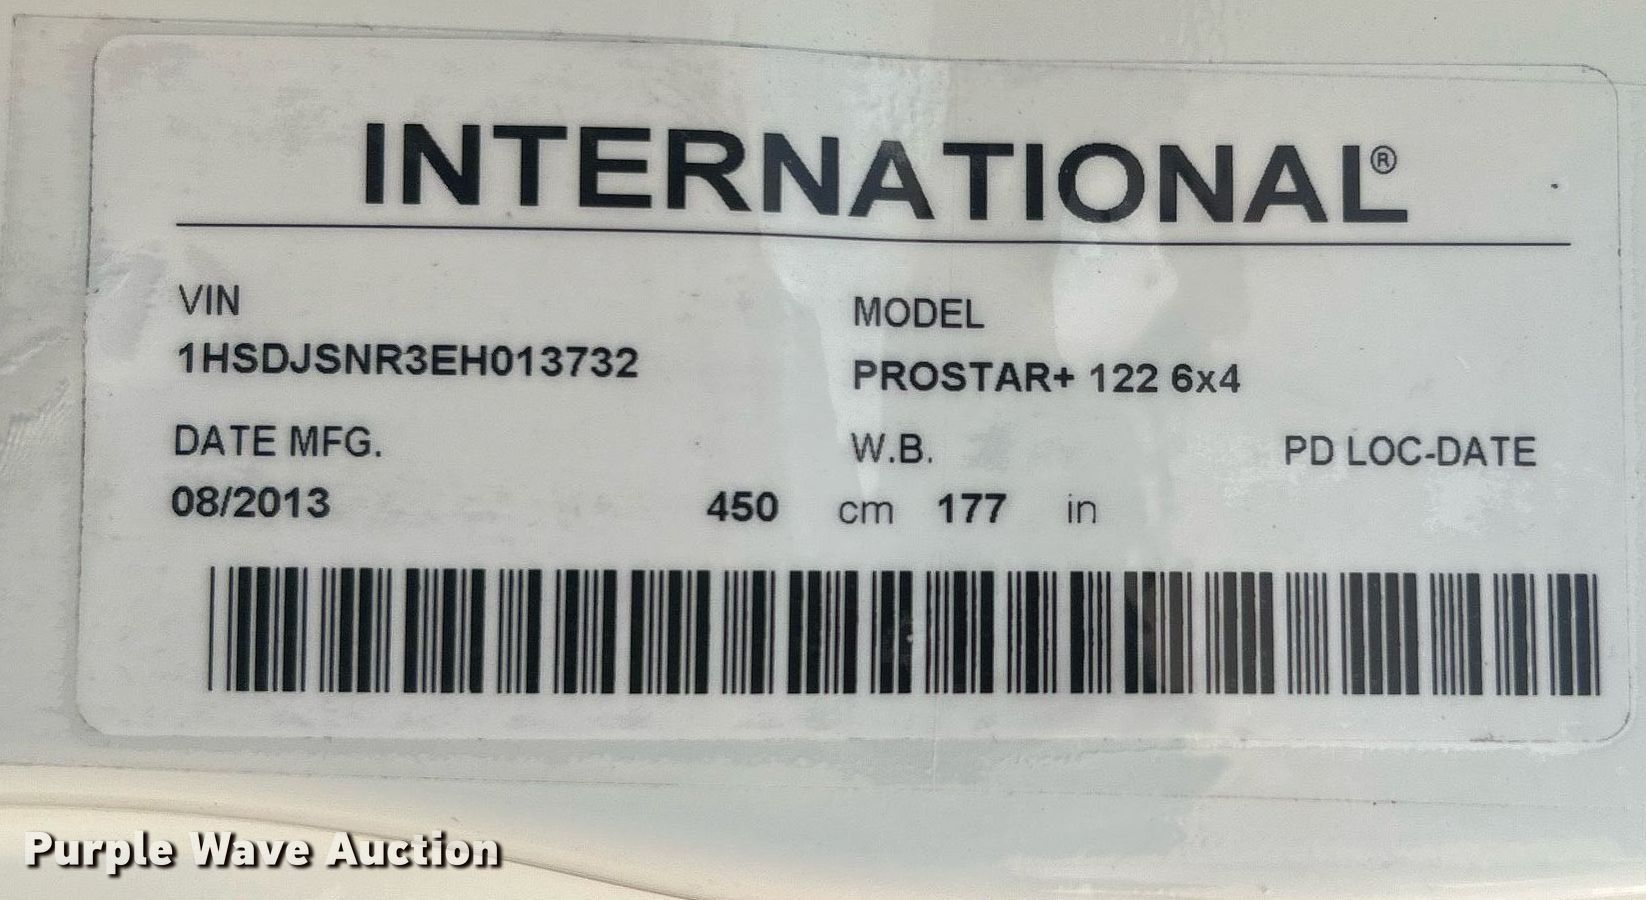 INTERNATIONAL®
VIN
MODEL
1HSDJSNR3EH013732
PROSTAR+ 122 6x4
DATE MFG.
W.B.
PD LOC-DATE
08/2013
450 cm 177 in
Purple Wave Auction